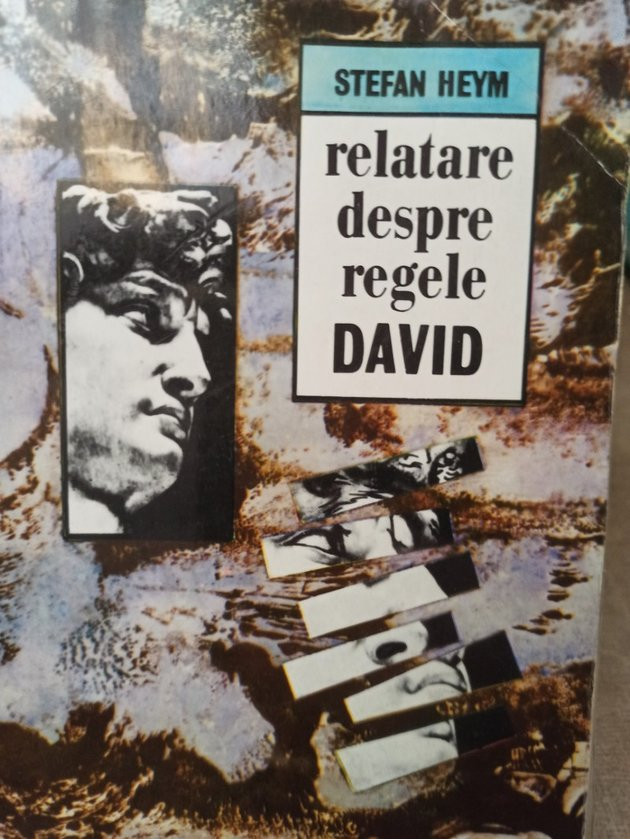 STEFAN HEYM
relatare
despre
regele
DAVID